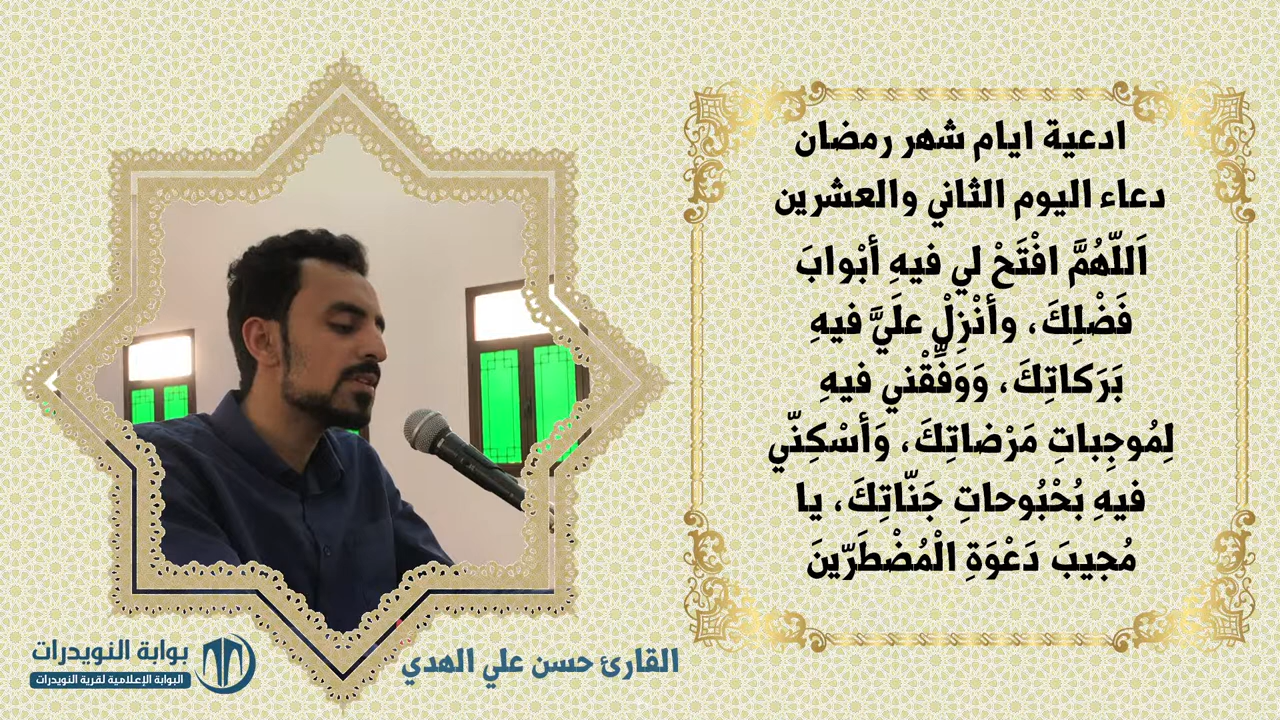 ادعية ايام شهر رمضان
دعاء اليوم الثاني والعشرين
اَللّهُمَّ افْتَحْ لي فيهِ أبْوابَ
فَضْلِكَ، وأنْزِلْ علَيَّ فيهِ
بَرَكاتِكَ، وَوَفِّقْني فيهِ
لِمُوجِباتِ مَرْضاتِكَ، وَأسْكِنّي
فيهِ بُحْبُوحاتِ جَنّاتِكَ، يا
مُجيبَ دَعْوَةِ الْمُضْطَرّينَ
القارئ حسن علي الهدي
بوابة النويدرات
البوابة الإعلامية لقرية النويدرات